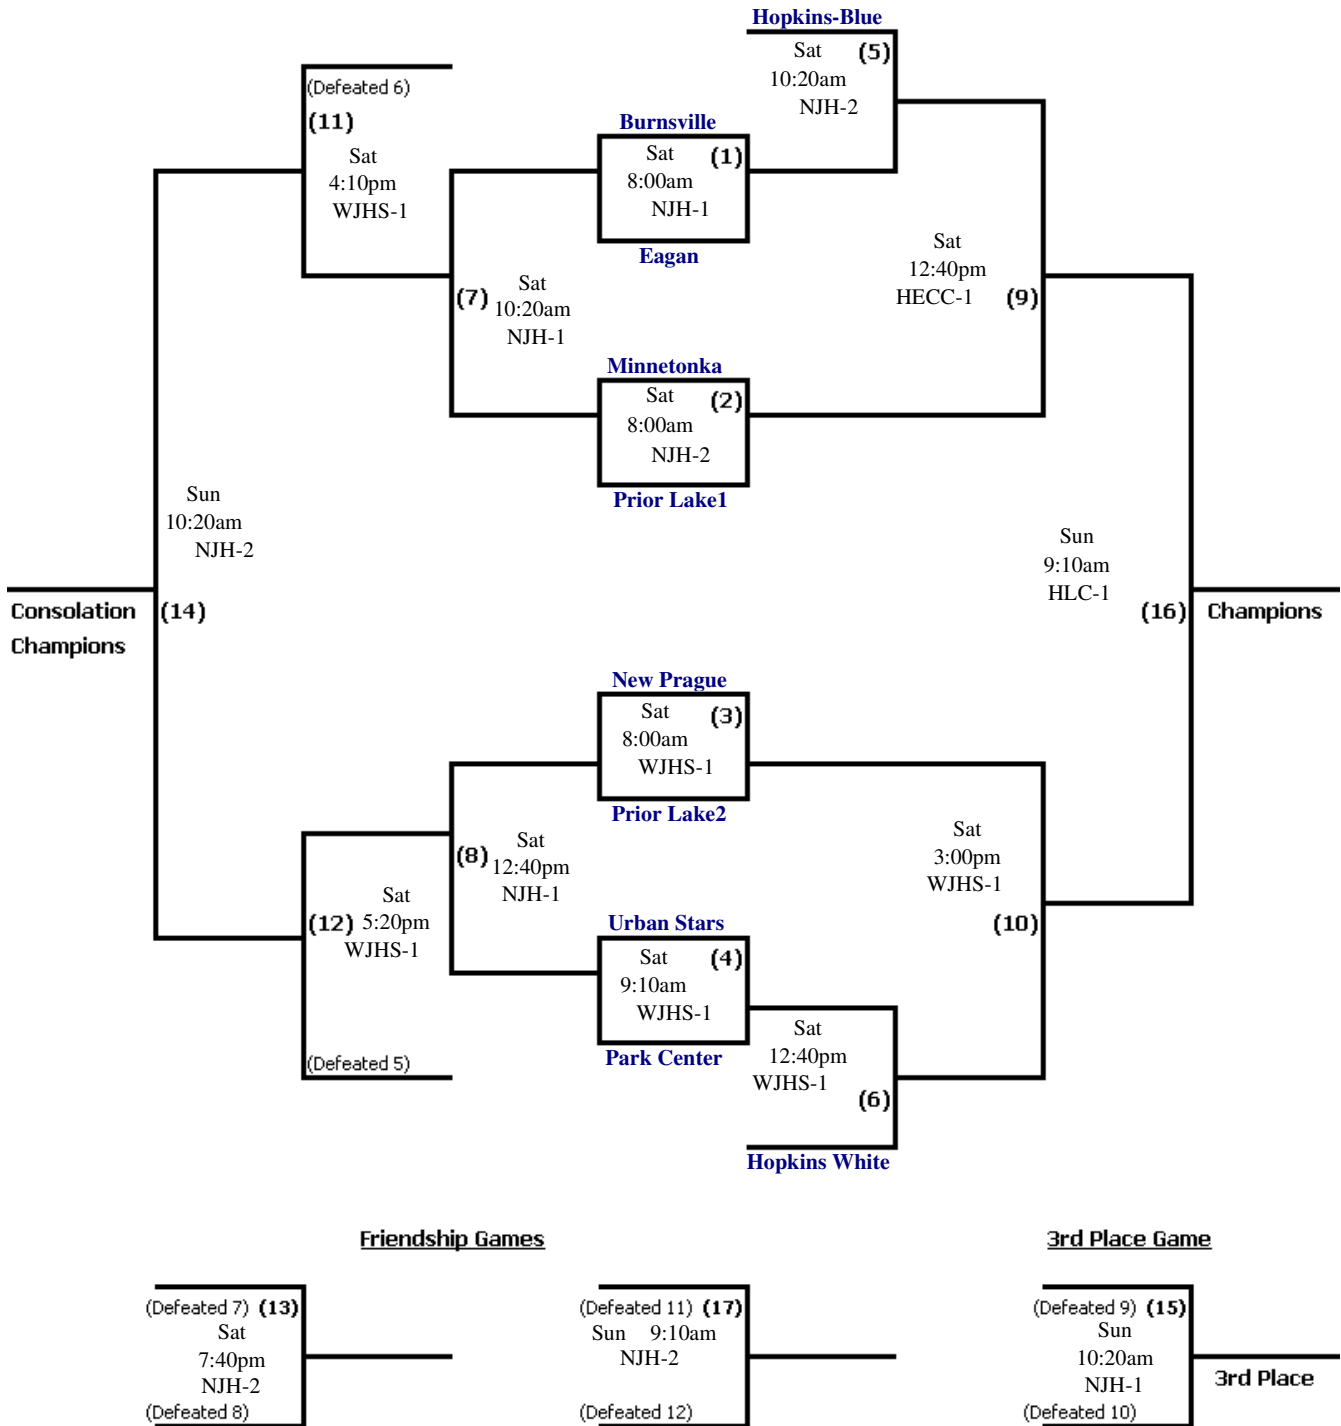 Hopkins-Blue
Sat (5)
10:20am
NJH-2
(Defeated 6)
(11)
Sat
4:10pm
WJHS-1
Burnsville
Sat (1)
8:00am
NJH-1
Eagan
Sat
12:40pm
HECC-1 (9)
Sat
(7) 10:20am
NJH-1
Minnetonka
Sat (2)
8:00am
NJH-2
Prior Lake1
Sun
10:20am
NJH-2
Sun
9:10am
HLC-1
Consolation
Champions
(14)
(16) Champions
New Prague
Sat (3)
8:00am
WJHS-1
Prior Lake2
Sat
(8) 12:40pm
NJH-1
Sat
3:00pm
WJHS-1
(10)
Sat
(12) 5:20pm
WJHS-1
Urban Stars
Sat (4)
9:10am
WJHS-1
Park Center
(Defeated 5)
Sat
12:40pm
WJHS-1
(6)
Hopkins White
Friendship Games
3rd Place Game
(Defeated 7) (13)
Sat
7:40pm
NJH-2
(Defeated 8)
(Defeated 11) (17)
Sun 9:10am
NJH-2
(Defeated 12)
(Defeated 9) (15)
Sun
10:20am
NJH-1
(Defeated 10)
3rd Place